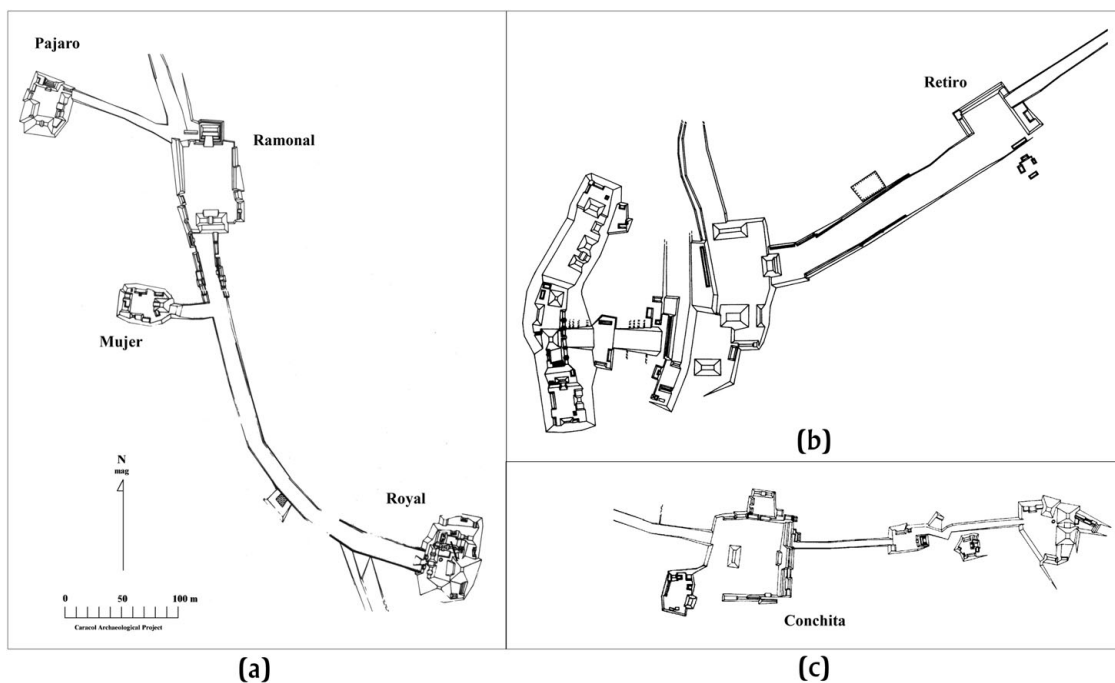 Pajaro
Ramonal
Mujer
Royal
N
mag
0 50 100 m
Caracol Archaeological Project
(a)
Retiro
(b)
Conchita
(c)